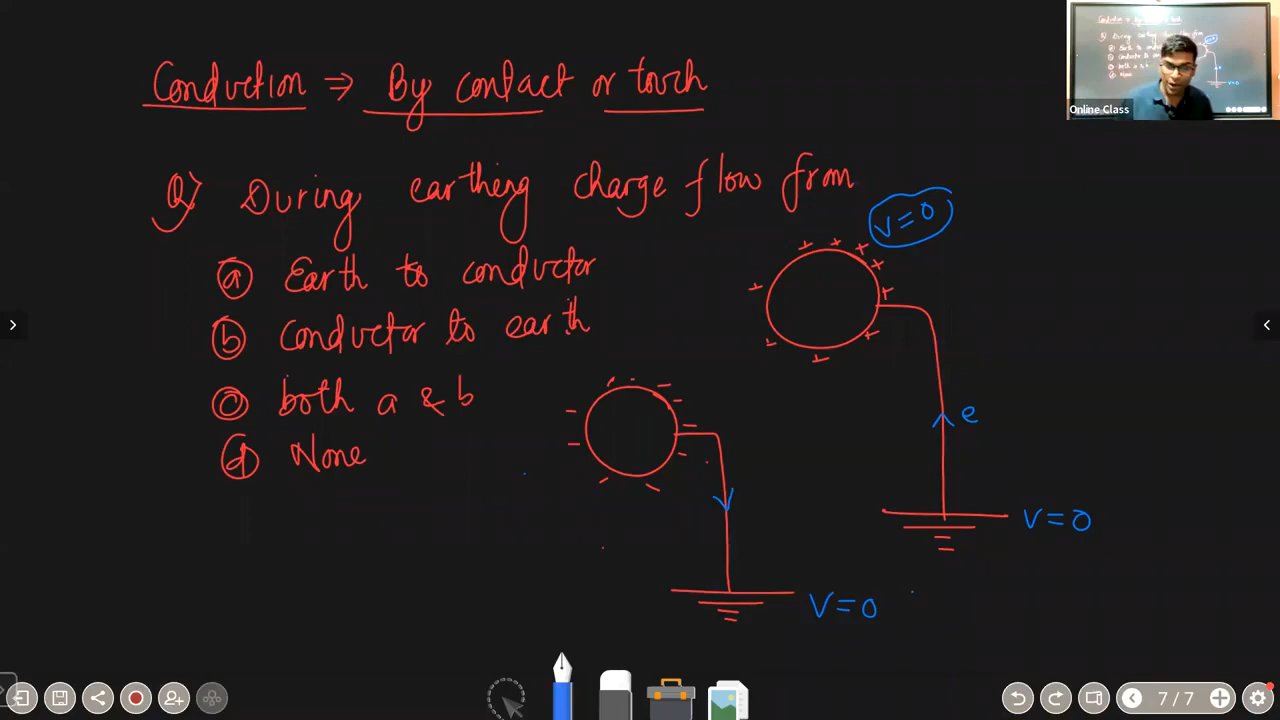 Conduction ⇒ By contact or touch
Q) During earthing charge flow from
(a) Earth to conductor
(b) conductor to earth
(c) both a & b
(d) None
V=0
e
V=0
V=0
Online Class
7/7